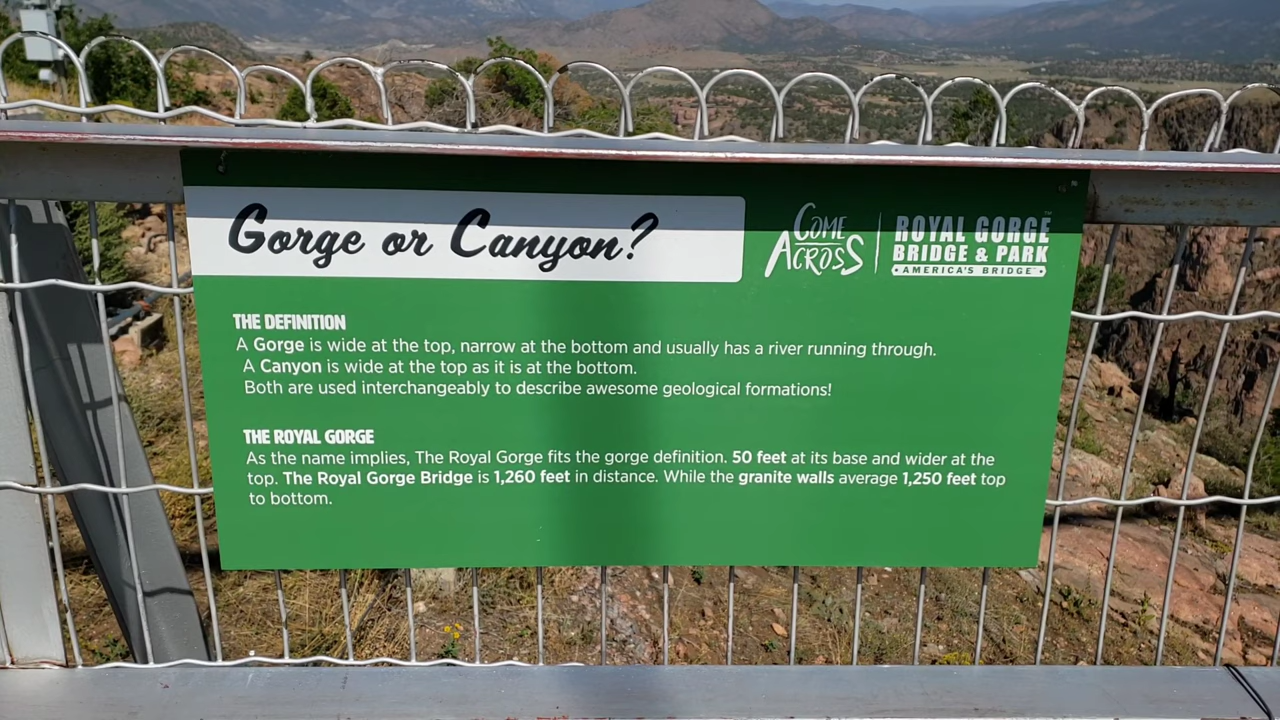 Gorge or Canyon?
COME
ACROSS
ROYAL GORGE™
BRIDGE & PARK
•AMERICA'S BRIDGE•
THE DEFINITION
A Gorge is wide at the top, narrow at the bottom and usually has a river running through.
A Canyon is wide at the top as it is at the bottom.
Both are used interchangeably to describe awesome geological formations!
THE ROYAL GORGE
As the name implies, The Royal Gorge fits the gorge definition. 50 feet at its base and wider at the
top. The Royal Gorge Bridge is 1,260 feet in distance. While the granite walls average 1,250 feet top
to bottom.